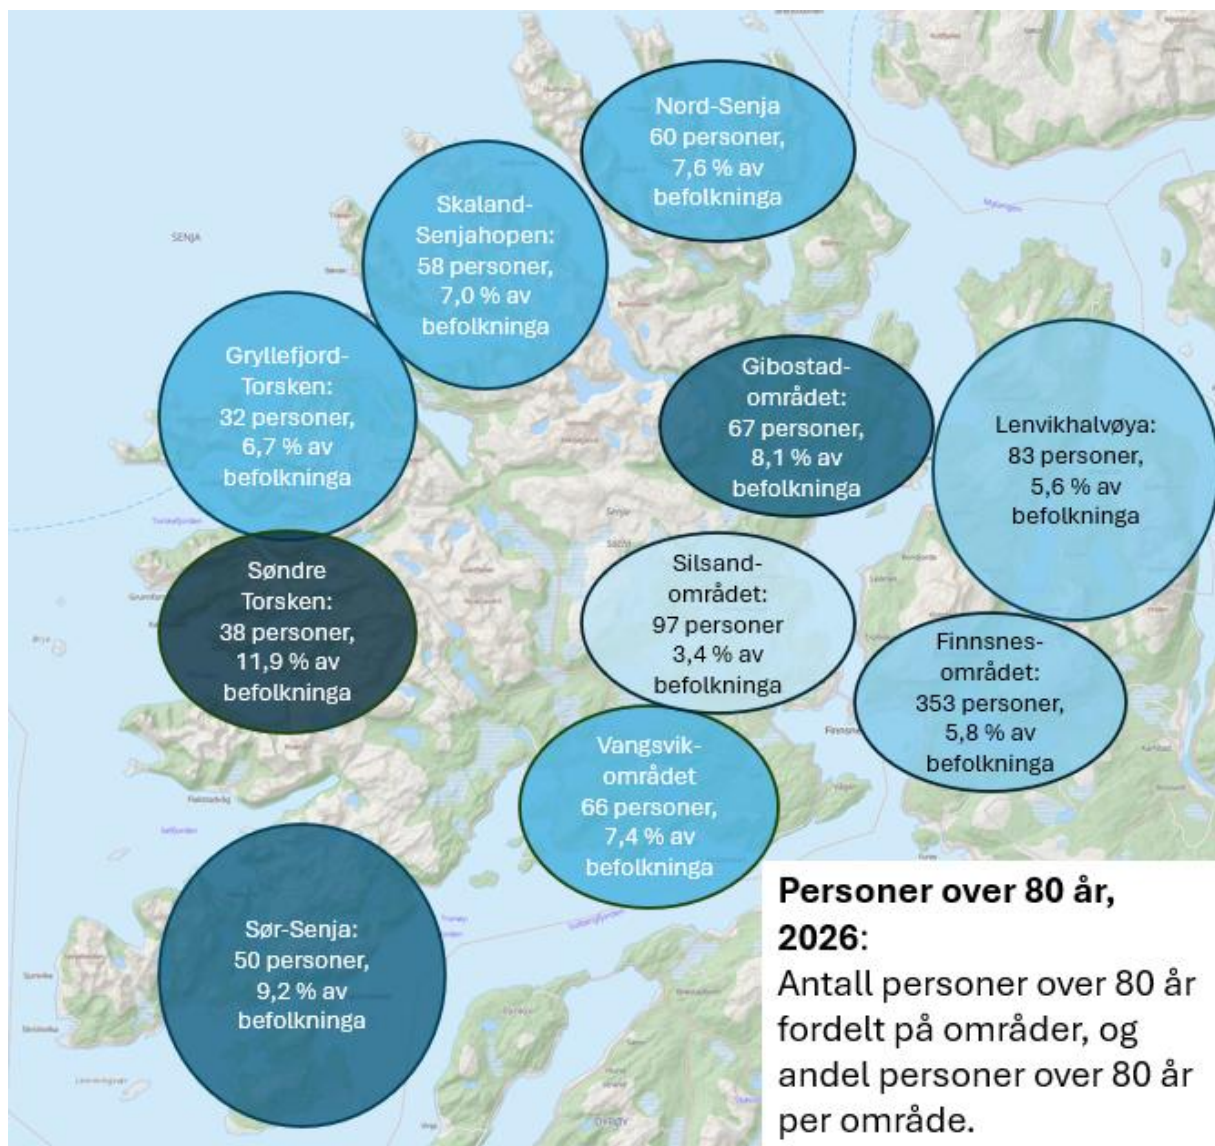 Nord-Senja
60 personer,
7,6 % av
befolkninga
Skaland-
Senjahopen:
58 personer,
7,0 % av
befolkninga
SENJA
Gryllefjord-
Torsken:
32 personer,
6,7 % av
befolkninga
Gibostad-
området:
67 personer,
8,1 % av
befolkninga
Lenvikhalvøya:
83 personer,
5,6 % av
befolkninga
Søndre
Torsken:
38 personer,
11,9 % av
befolkninga
Silsand-
området:
97 personer
3,4 % av
befolkninga
Finnsnes-
området:
353 personer,
5,8 % av
befolkninga
Vangsvik-
området
66 personer,
7,4 % av
befolkninga
Sør-Senja:
50 personer,
9,2 % av
befolkninga
Personer over 80 år,
2026:
Antall personer over 80 år
fordelt på områder, og
andel personer over 80 år
per område.
DYRØY